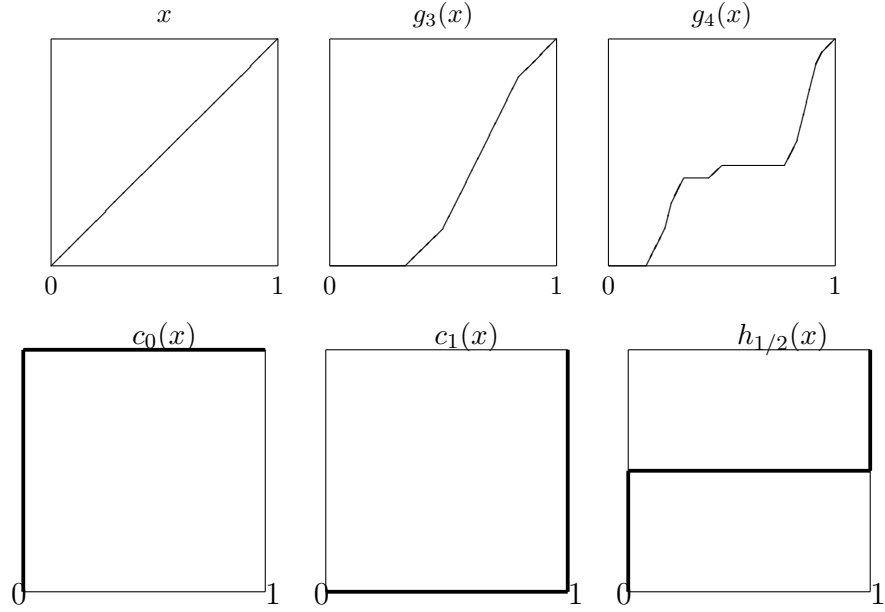 x g_3(x) g_4(x)
0 1 0 1 0 1
c_0(x) c_1(x) h_{1/2}(x)
0 1 0 1 0 1